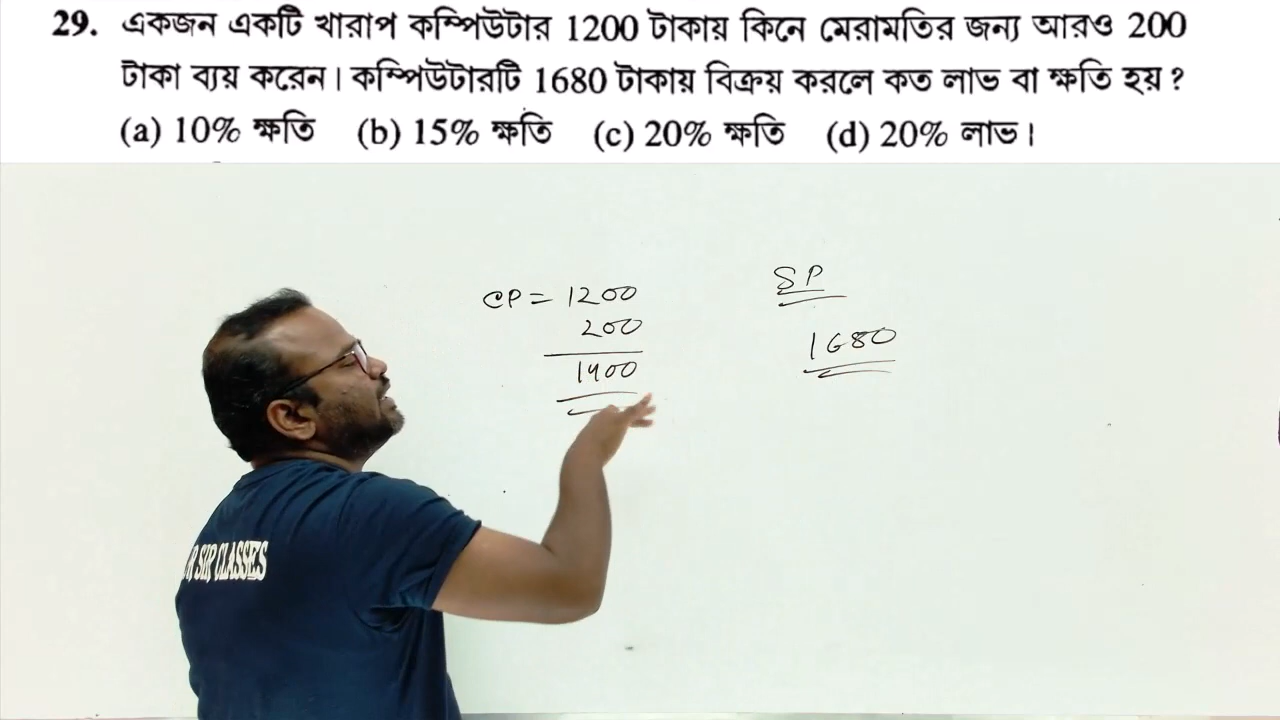 29. একজন একটি খারাপ কম্পিউটার 1200 টাকায় কিনে মেরামতির জন্য আরও 200
টাকা ব্যয় করেন। কম্পিউটারটি 1680 টাকায় বিক্রয় করলে কত লাভ বা ক্ষতি হয় ?
(a) 10% ক্ষতি (b) 15% ক্ষতি (c) 20% ক্ষতি (d) 20% লাভ।
CP = 1200
200
1400
SP
1680
R SIR CLASSES